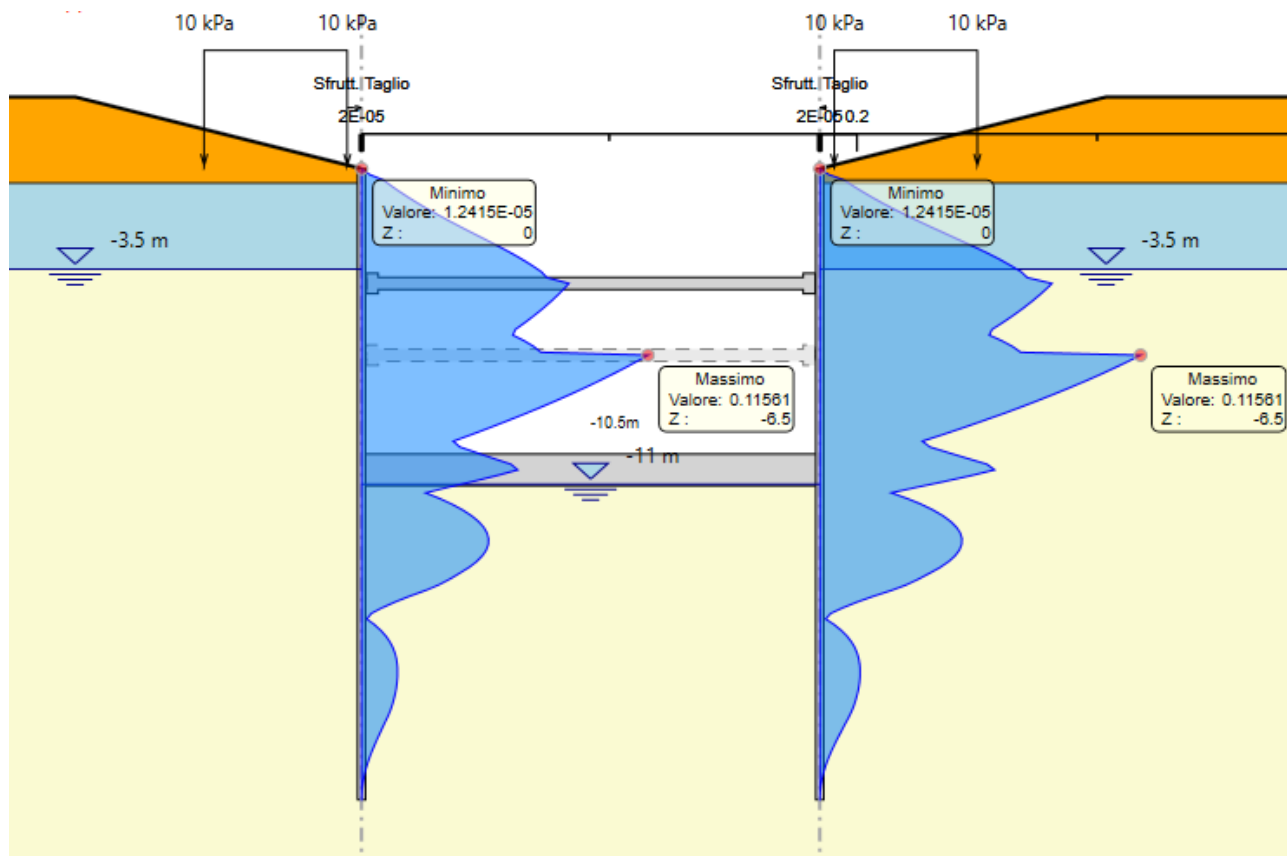 10 kPa
10 kPa
10 kPa
10 kPa
Sfrutt. Taglio
2E-05
Sfrutt. Taglio
2E-05
0.2
Minimo
Valore: 1.2415E-05
Z : 0
Minimo
Valore: 1.2415E-05
Z : 0
-3.5 m
-3.5 m
Massimo
Valore: 0.11561
Z : -6.5
Massimo
Valore: 0.11561
Z : -6.5
-10.5m
-11 m